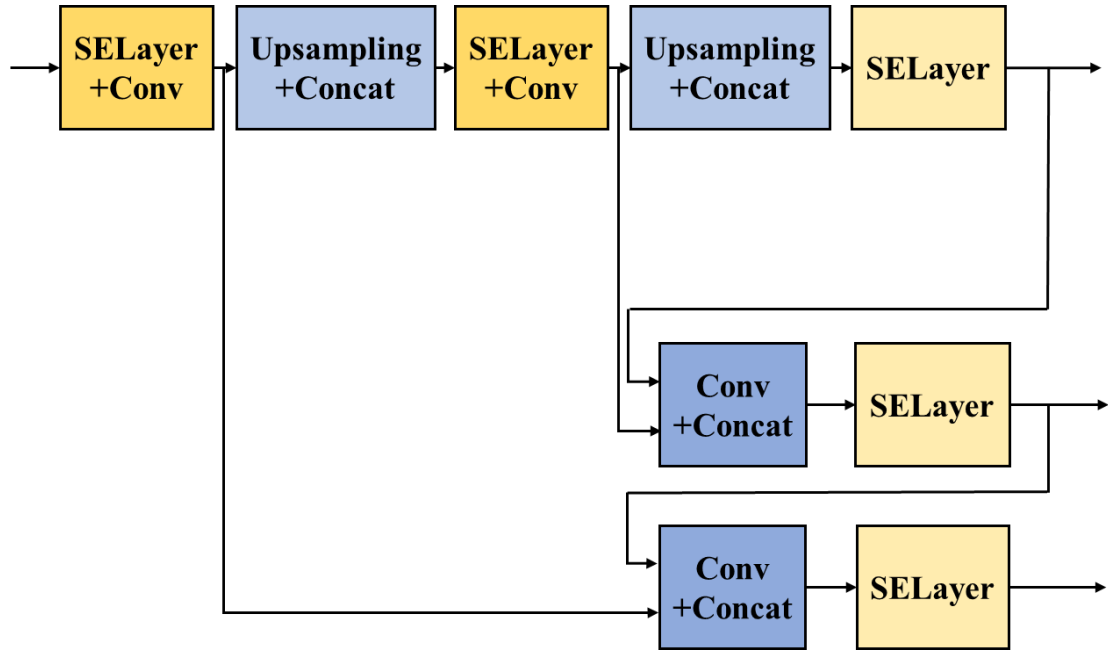 SELayer
+Conv
Upsampling
+Concat
SELayer
+Conv
Upsampling
+Concat
SELayer
Conv
+Concat
SELayer
Conv
+Concat
SELayer